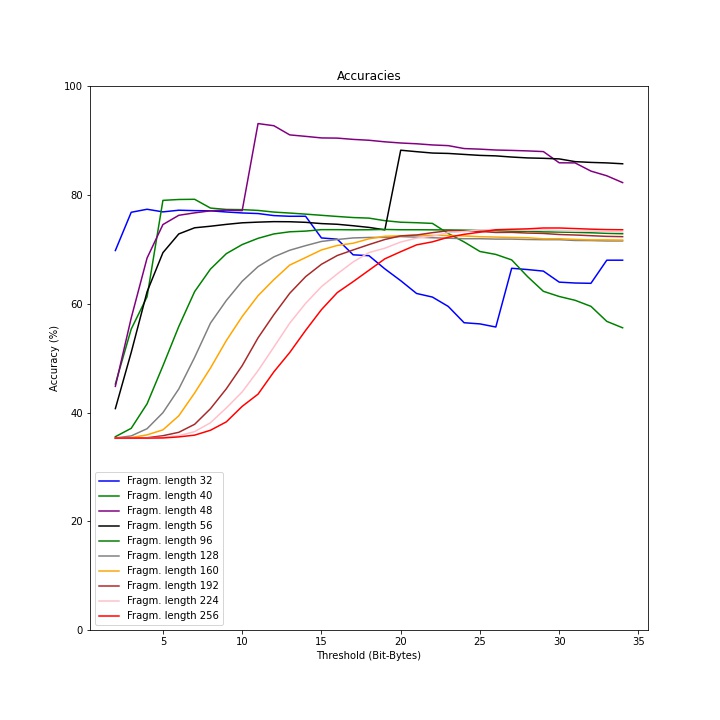 Accuracies
100
80
60
40
20
0
Accuracy (%)
Fragm. length 32
Fragm. length 40
Fragm. length 48
Fragm. length 56
Fragm. length 96
Fragm. length 128
Fragm. length 160
Fragm. length 192
Fragm. length 224
Fragm. length 256
5 10 15 20 25 30 35
Threshold (Bit-Bytes)